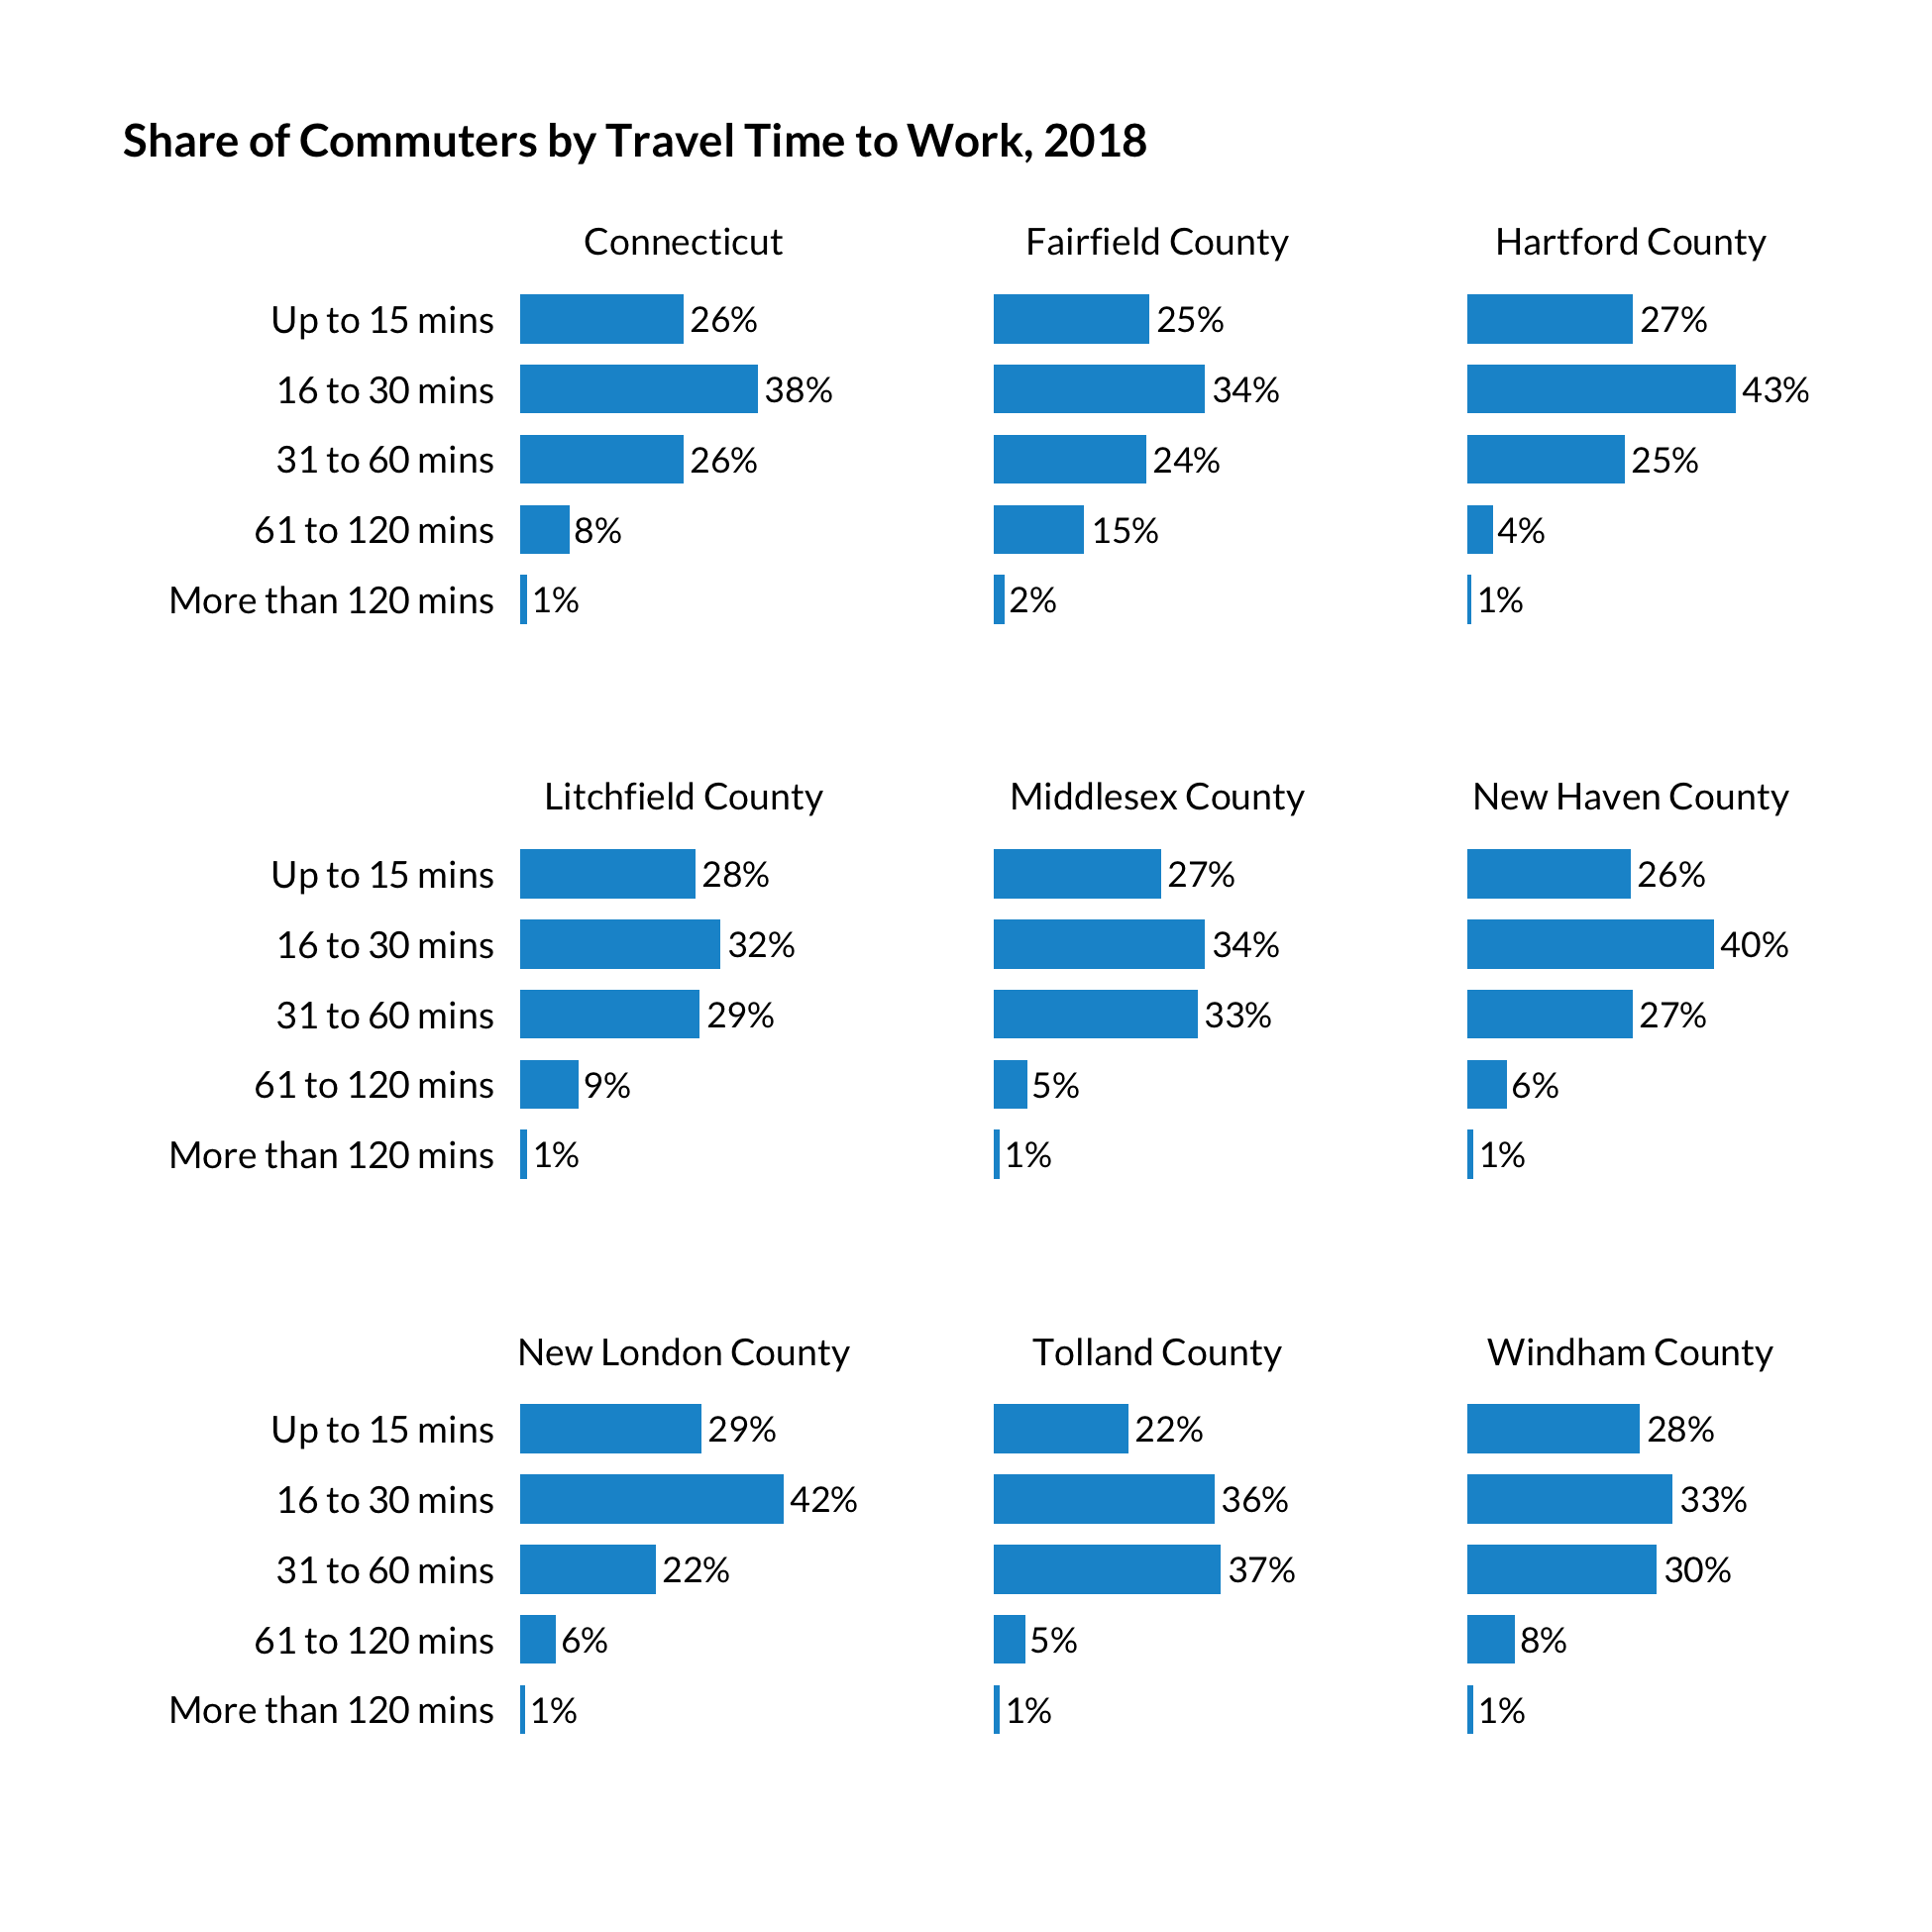 Share of Commuters by Travel Time to Work, 2018
Connecticut Fairfield County Hartford County
Up to 15 mins 26% 25% 27%
16 to 30 mins 38% 34% 43%
31 to 60 mins 26% 24% 25%
61 to 120 mins 8% 15% 4%
More than 120 mins 1% 2% 1%
Litchfield County Middlesex County New Haven County
Up to 15 mins 28% 27% 26%
16 to 30 mins 32% 34% 40%
31 to 60 mins 29% 33% 27%
61 to 120 mins 9% 5% 6%
More than 120 mins 1% 1% 1%
New London County Tolland County Windham County
Up to 15 mins 29% 22% 28%
16 to 30 mins 42% 36% 33%
31 to 60 mins 22% 37% 30%
61 to 120 mins 6% 5% 8%
More than 120 mins 1% 1% 1%